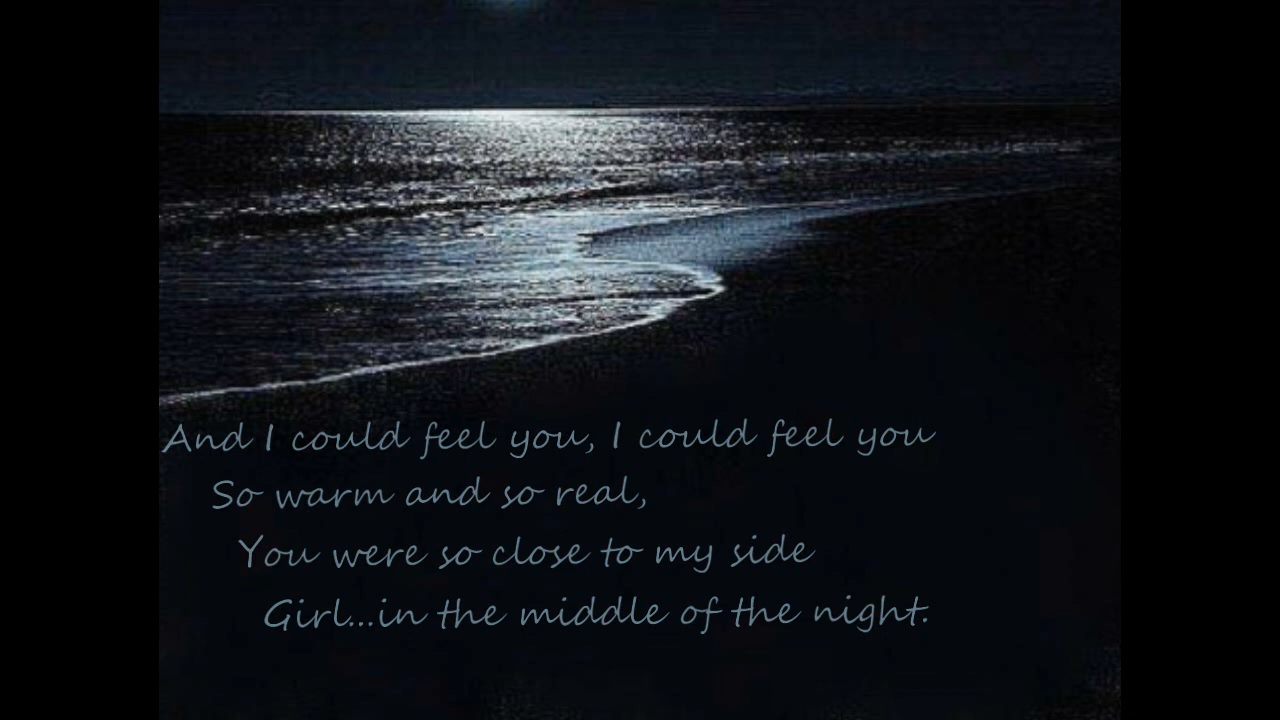 And I could feel you, I could feel you
So warm and so real,
You were so close to my side
Girl...in the middle of the night.